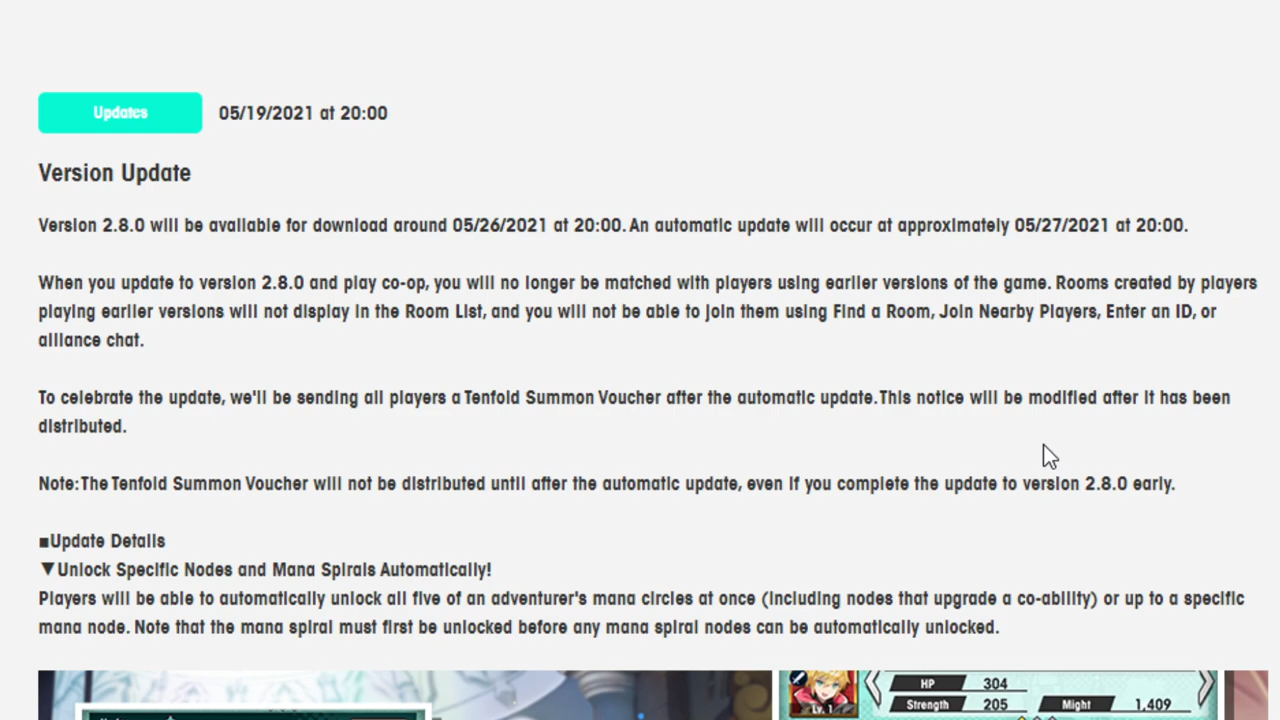 Updates 05/19/2021 at 20:00
Version Update
Version 2.8.0 will be available for download around 05/26/2021 at 20:00. An automatic update will occur at approximately 05/27/2021 at 20:00.
When you update to version 2.8.0 and play co-op, you will no longer be matched with players using earlier versions of the game. Rooms created by players
playing earlier versions will not display in the Room List, and you will not be able to join them using Find a Room, Join Nearby Players, Enter an ID, or
alliance chat.
To celebrate the update, we'll be sending all players a Tenfold Summon Voucher after the automatic update. This notice will be modified after it has been
distributed.
Note: The Tenfold Summon Voucher will not be distributed until after the automatic update, even if you complete the update to version 2.8.0 early.
■Update Details
▼Unlock Specific Nodes and Mana Spirals Automatically!
Players will be able to automatically unlock all five of an adventurer's mana circles at once (including nodes that upgrade a co-ability) or up to a specific
mana node. Note that the mana spiral must first be unlocked before any mana spiral nodes can be automatically unlocked.
HP 304
Lv. 1 Strength 205 Might 1,409